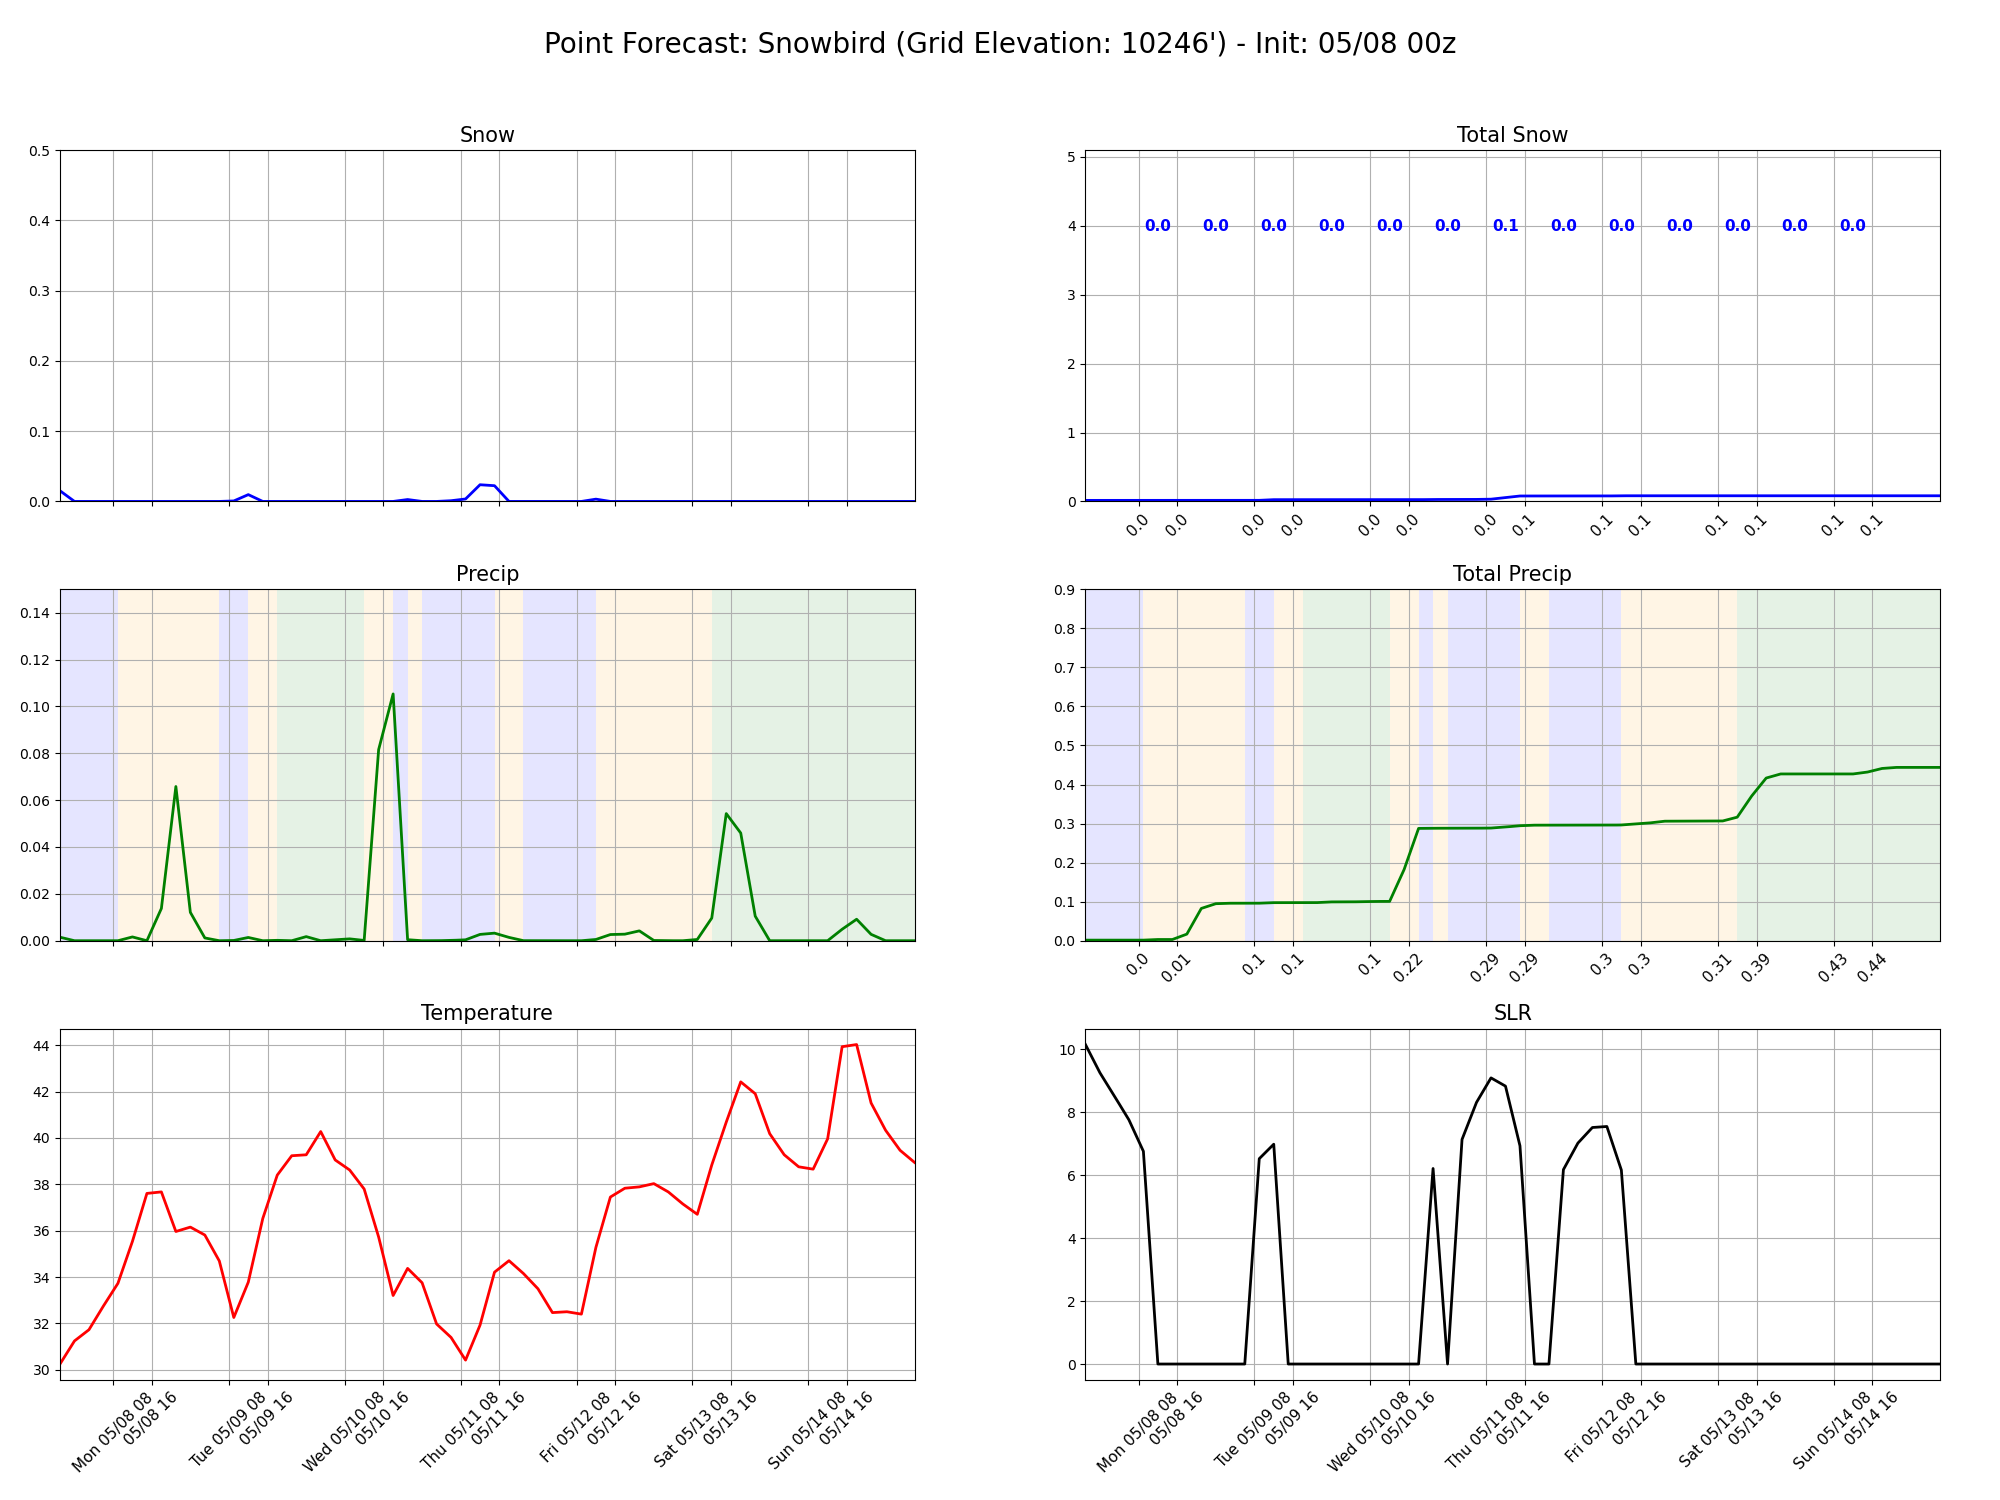 Point Forecast: Snowbird (Grid Elevation: 10246') - Init: 05/08 00z
Snow
0.5
0.4
0.3
0.2
0.1
0.0
Total Snow
5
4
3
2
1
0
0.0 0.0 0.0 0.0 0.0 0.0 0.1 0.0 0.0 0.0 0.0 0.0 0.0
0.0 0.0 0.0 0.0 0.0 0.0 0.0 0.1 0.1 0.1 0.1 0.1 0.1 0.1
Precip
0.14
0.12
0.10
0.08
0.06
0.04
0.02
0.00
Total Precip
0.9
0.8
0.7
0.6
0.5
0.4
0.3
0.2
0.1
0.0
0.0 0.01 0.1 0.1 0.1 0.22 0.29 0.29 0.3 0.3 0.31 0.39 0.43 0.44
Temperature
44
42
40
38
36
34
32
30
Mon 05/08 08
05/08 16
Tue 05/09 08
05/09 16
Wed 05/10 08
05/10 16
Thu 05/11 08
05/11 16
Fri 05/12 08
05/12 16
Sat 05/13 08
05/13 16
Sun 05/14 08
05/14 16
SLR
10
8
6
4
2
0
Mon 05/08 08
05/08 16
Tue 05/09 08
05/09 16
Wed 05/10 08
05/10 16
Thu 05/11 08
05/11 16
Fri 05/12 08
05/12 16
Sat 05/13 08
05/13 16
Sun 05/14 08
05/14 16